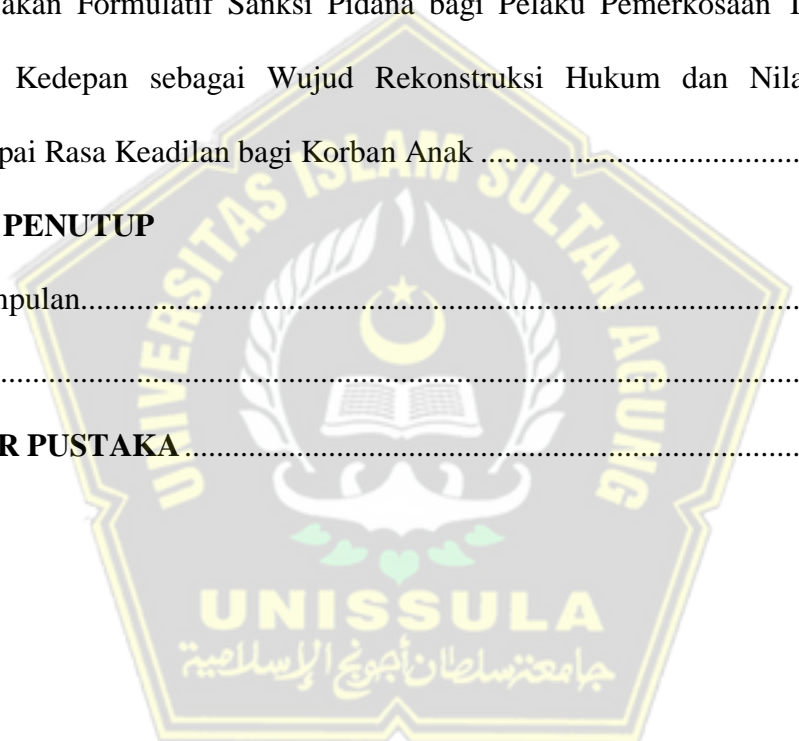 akan Formulatif Sanksi Pidana bagi Pelaku Pemerkosaan
Kedepan sebagai Wujud Rekonstruksi Hukum dan Nila
pai Rasa Keadilan bagi Korban Anak ........................................
PENUTUP
npulan................................................................................................
.............................................................................................................
R PUSTAKA .................................................................................
UNIVERSITAS ISLAM SULTAN AGUNG
UNISSULA
جامعة سلطان أجونج الإسلامية